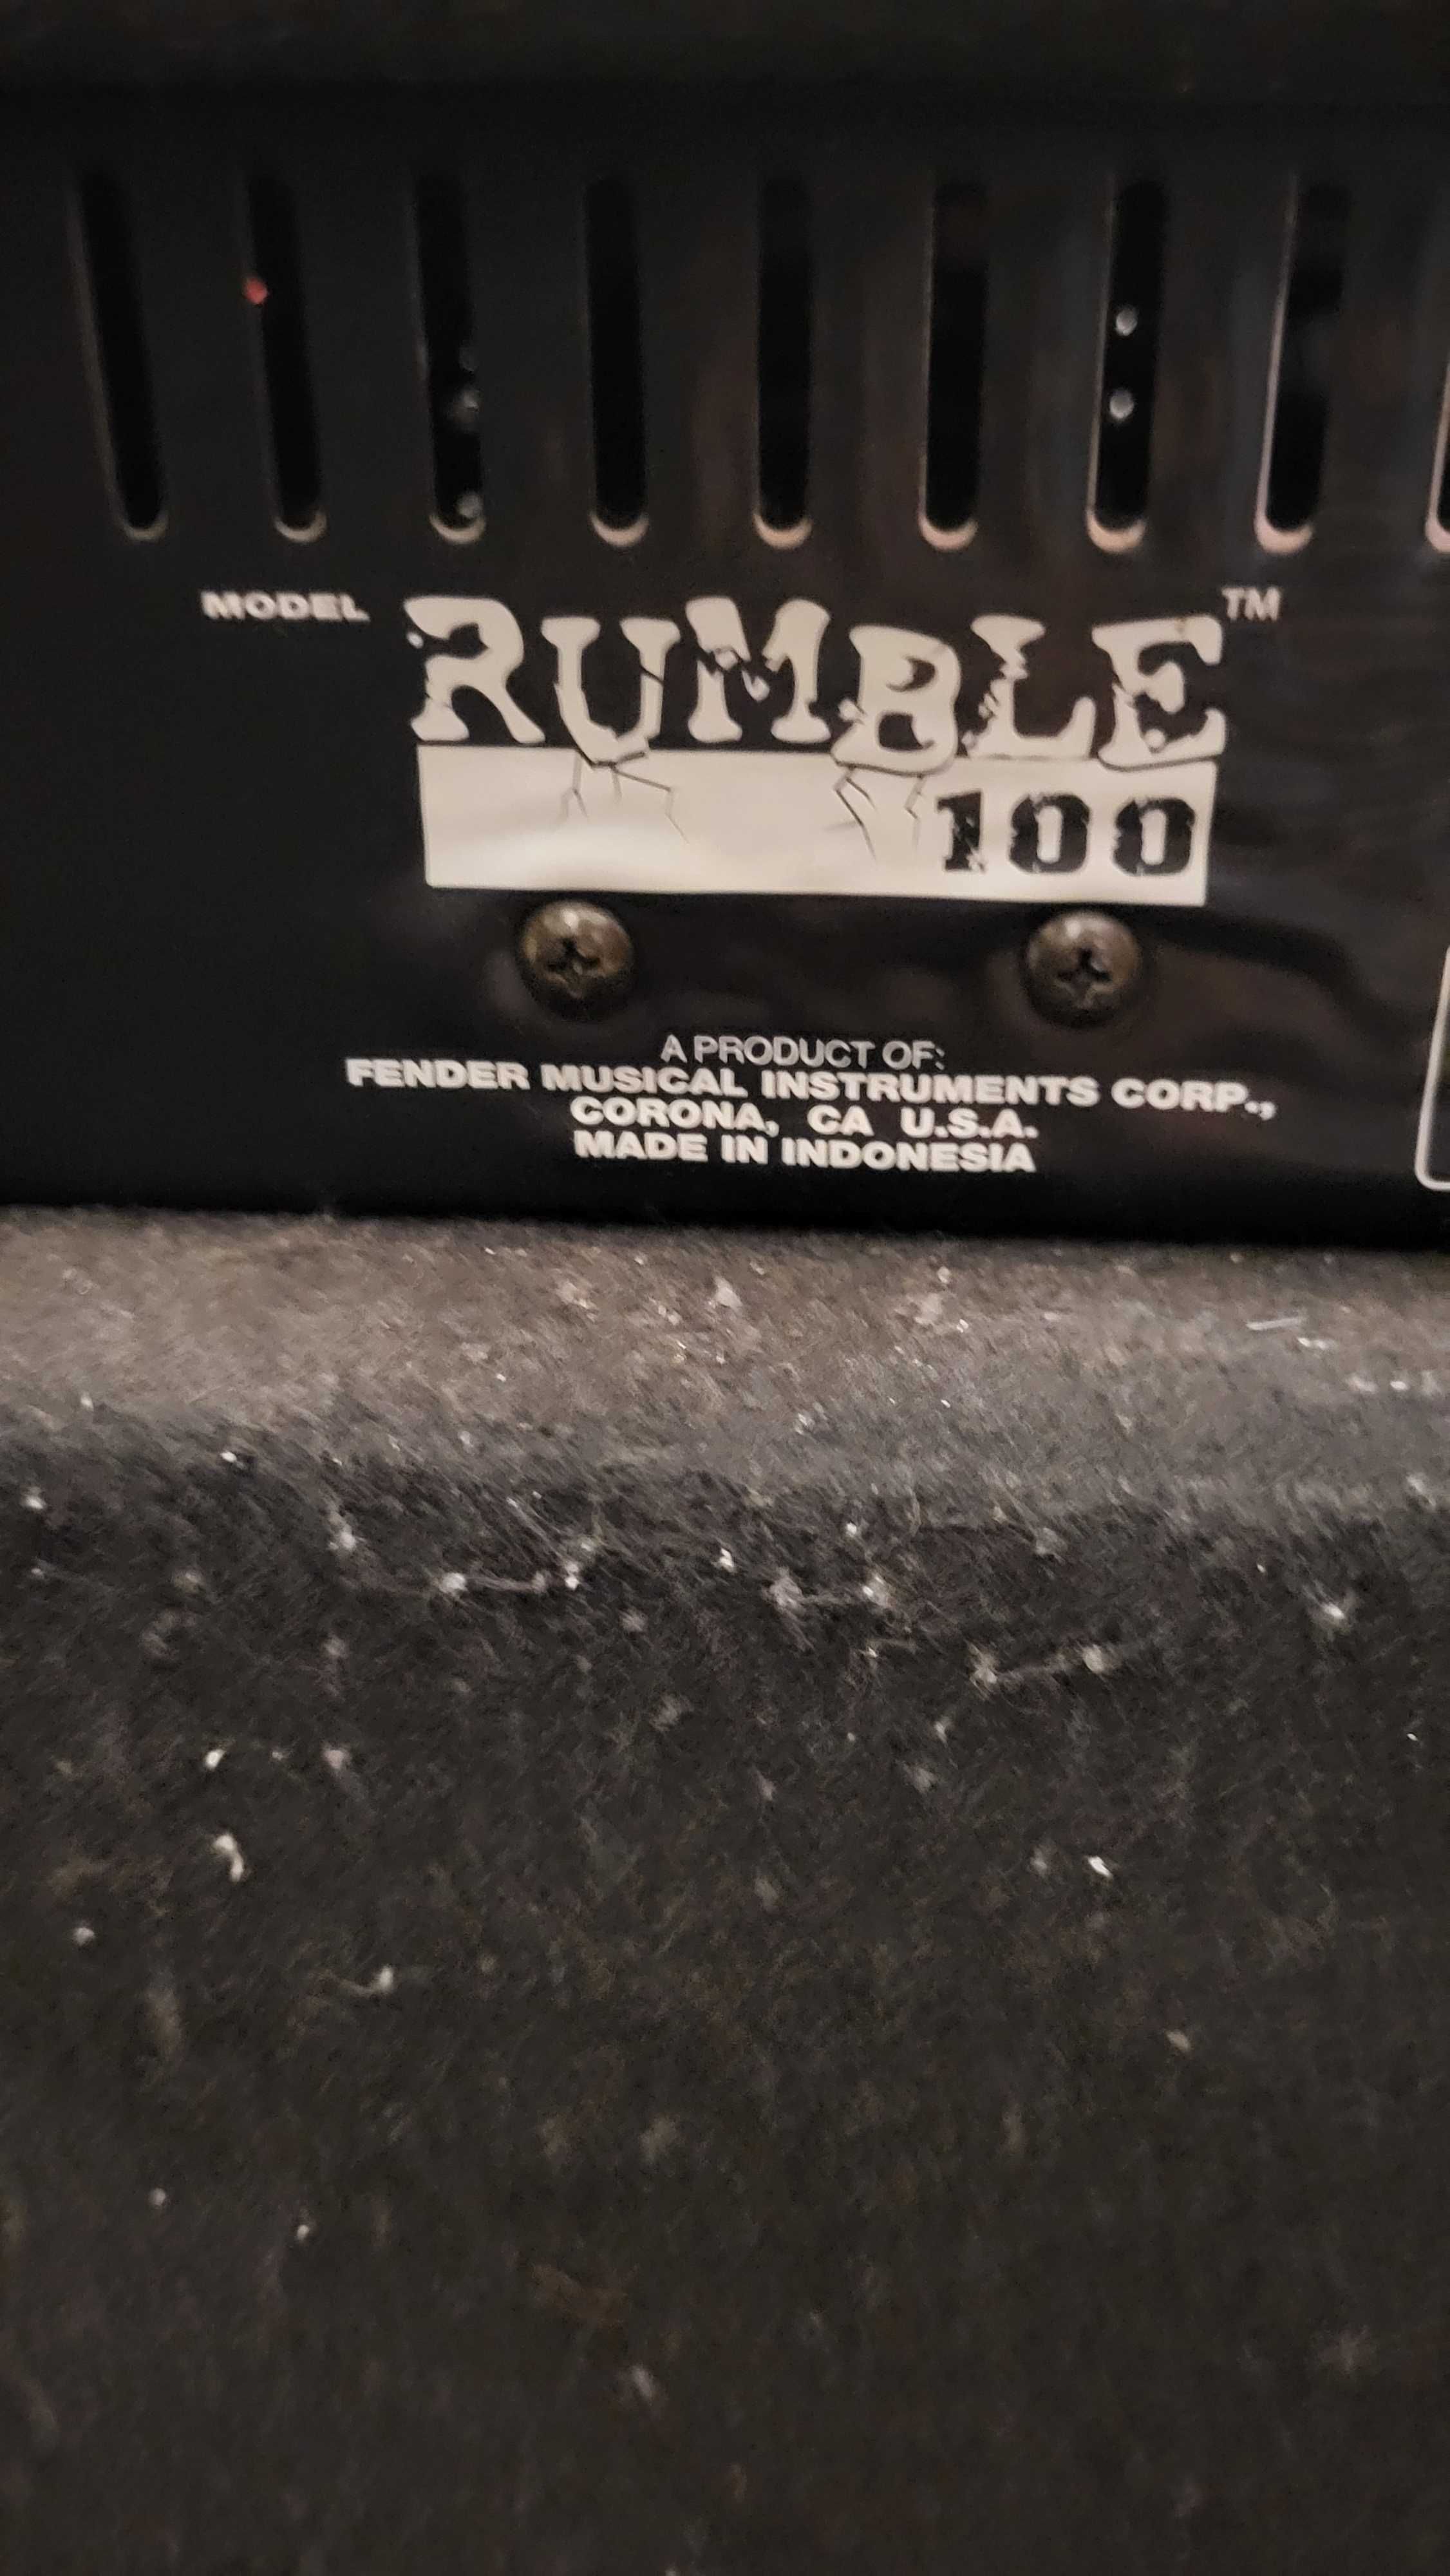 MODEL RUMBLE™
100
A PRODUCT OF:
FENDER MUSICAL INSTRUMENTS CORP.,
CORONA, CA U.S.A.
MADE IN INDONESIA